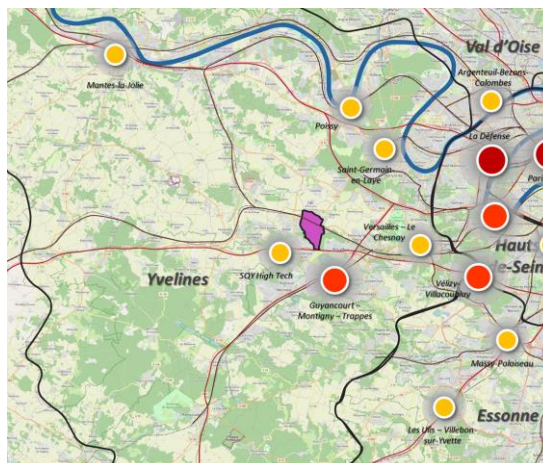 Val d'Oise
Argenteuil-Bezons-
Colombes
Mantes-la-Jolie
Poissy
La Défense
Saint-Germain-
en-Laye
Versailles – Le
Chesnay
Haut
de-Sein
SQY High Tech
Yvelines
Guyancourt –
Montigny – Trappes
Vélizy-
Villacoublay
Massy-Palaiseau
Les Ulis – Villebon-
sur-Yvette
Essonne